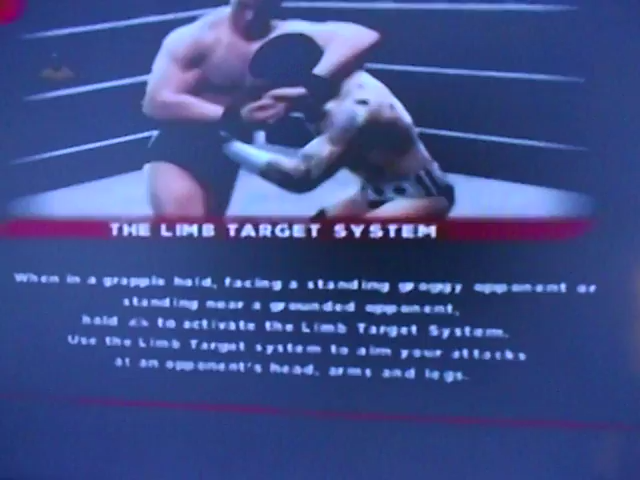 THE LIMB TARGET SYSTEM
When in a grapple hold, facing a standing groggy opponent or
standing near a grounded opponent,
hold to activate the Limb Target System.
Use the Limb Target system to aim your attacks
at an opponent's head, arms and legs.